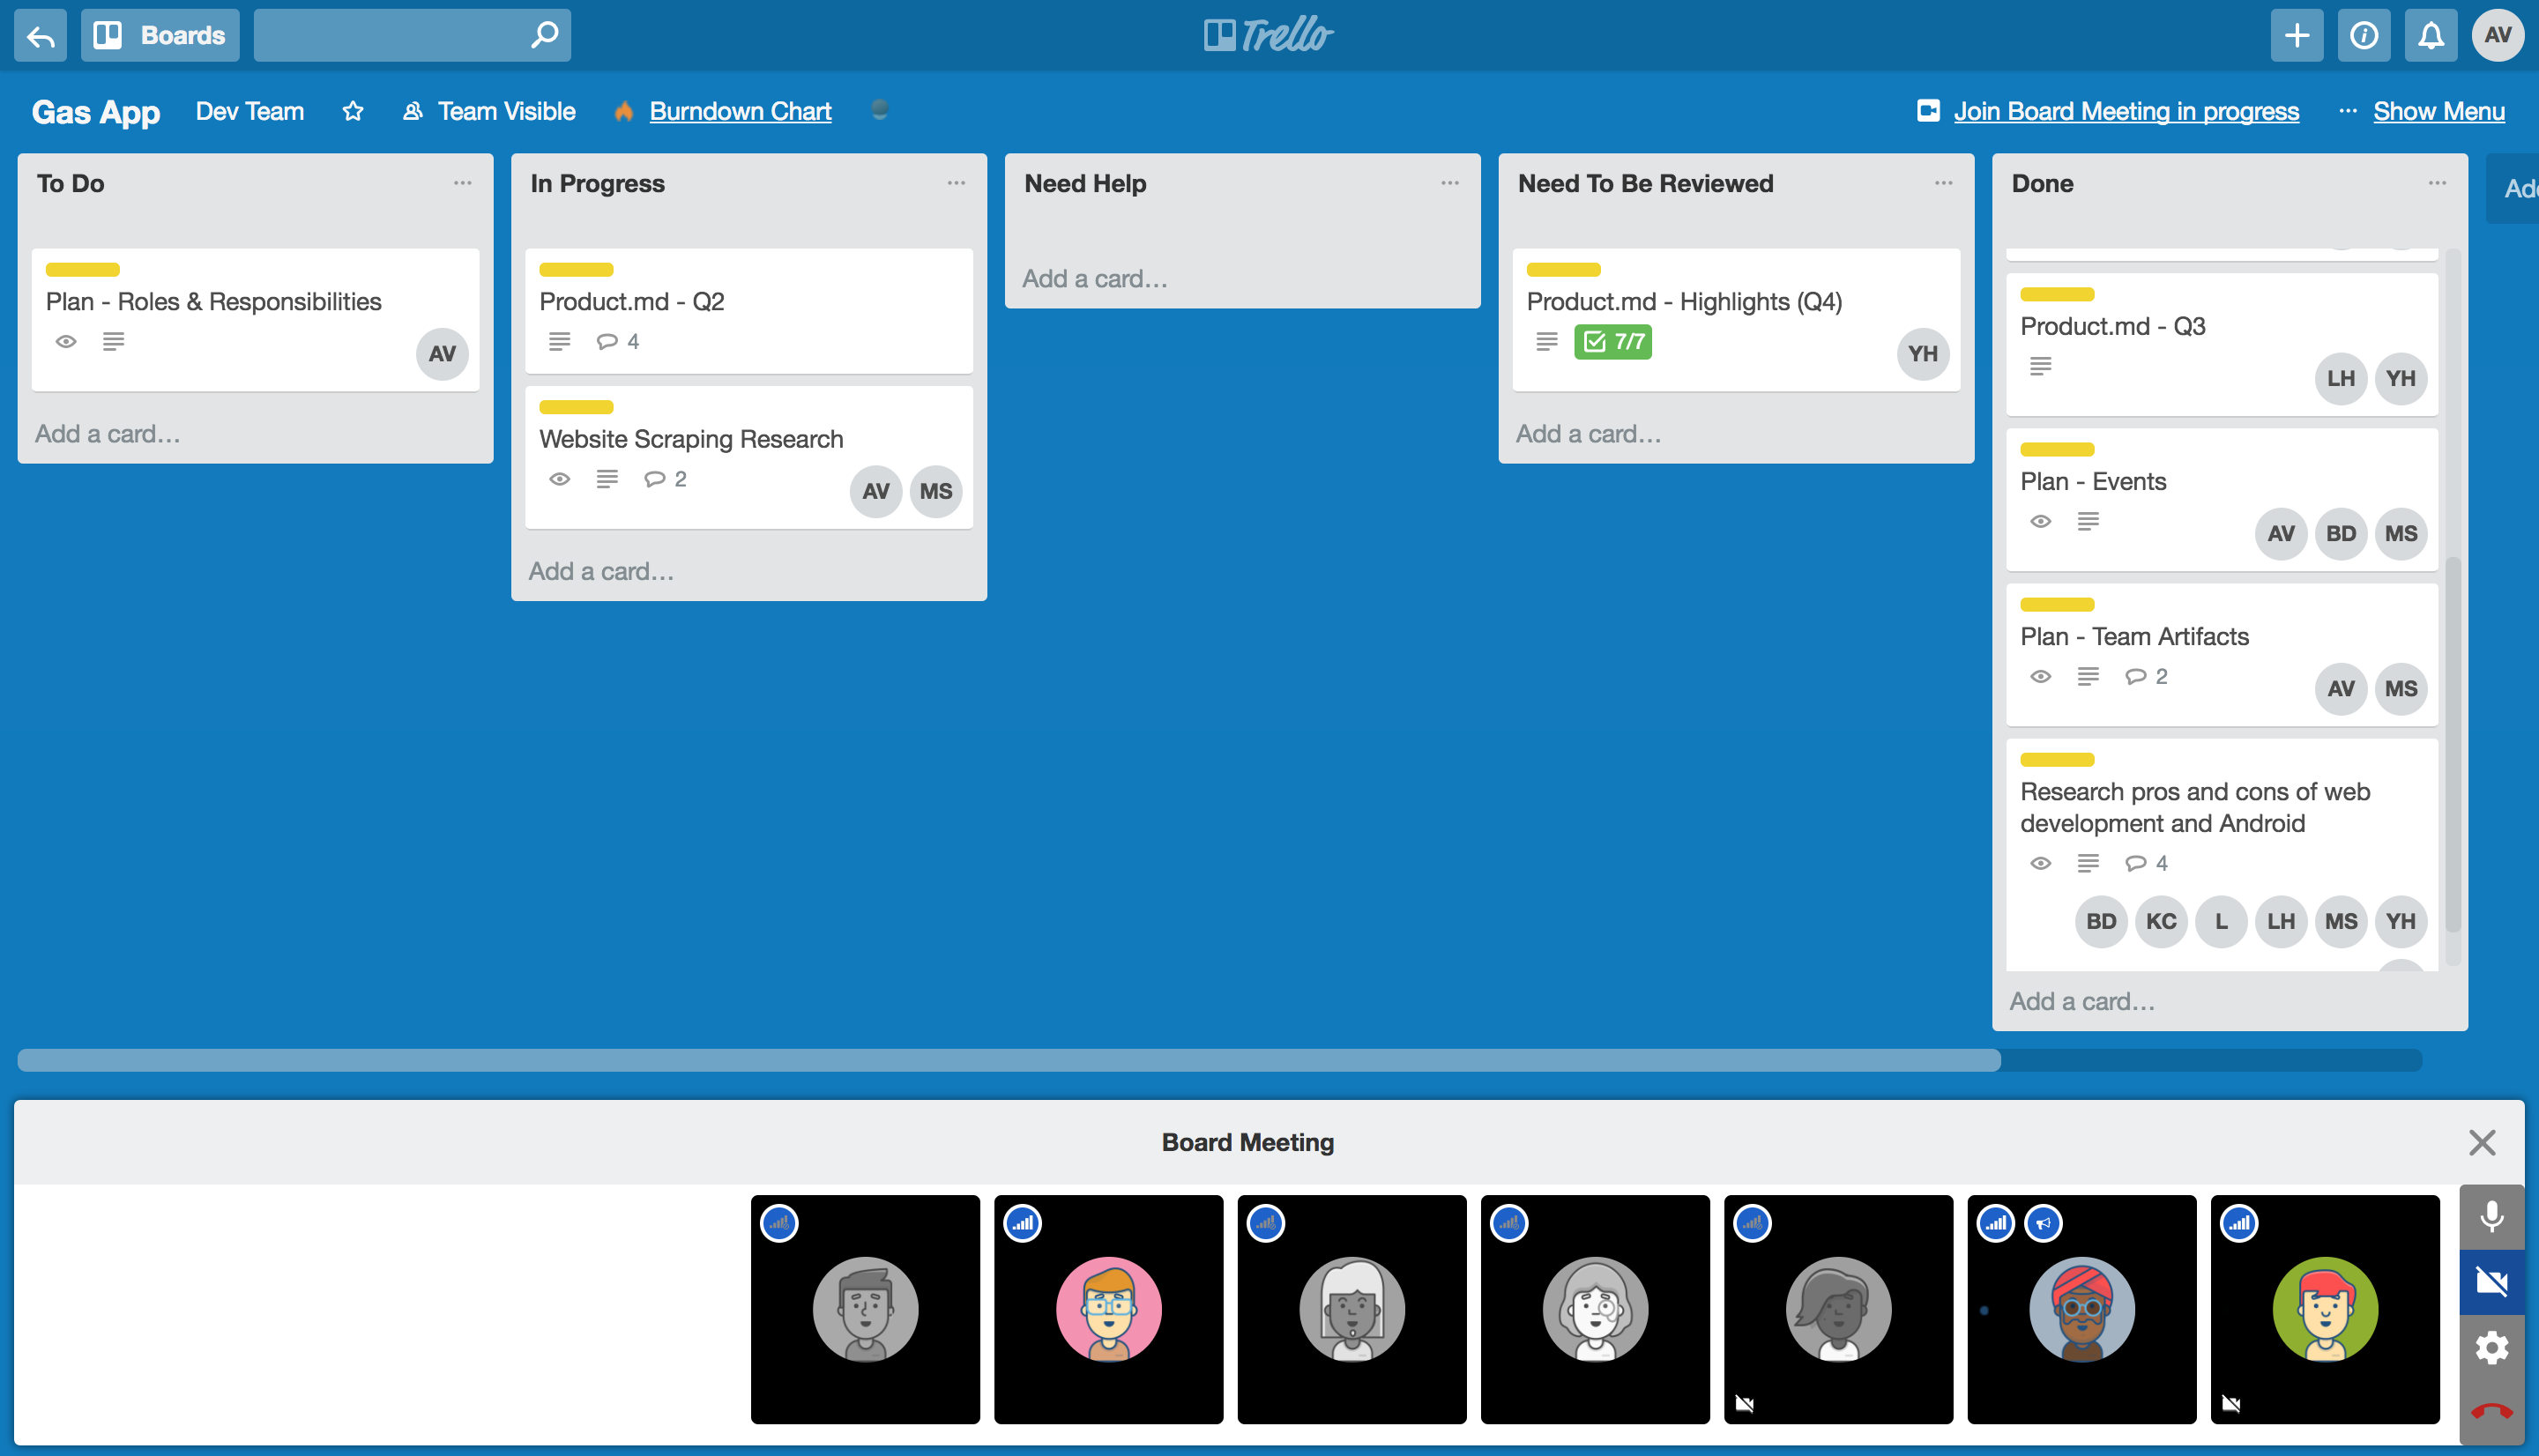 Boards
Trello
AV
Gas App
Dev Team
Team Visible
Burndown Chart
Join Board Meeting in progress
... Show Menu
To Do
Plan - Roles & Responsibilities
AV
Add a card...
In Progress
Product.md - Q2
4
Website Scraping Research
2
AV MS
Add a card...
Need Help
Add a card...
Need To Be Reviewed
Product.md - Highlights (Q4)
7/7
YH
Add a card...
Done
Product.md - Q3
LH YH
Plan - Events
AV BD MS
Plan - Team Artifacts
2
AV MS
Research pros and cons of web
development and Android
4
BD KC L LH MS YH
Add a card...
Board Meeting